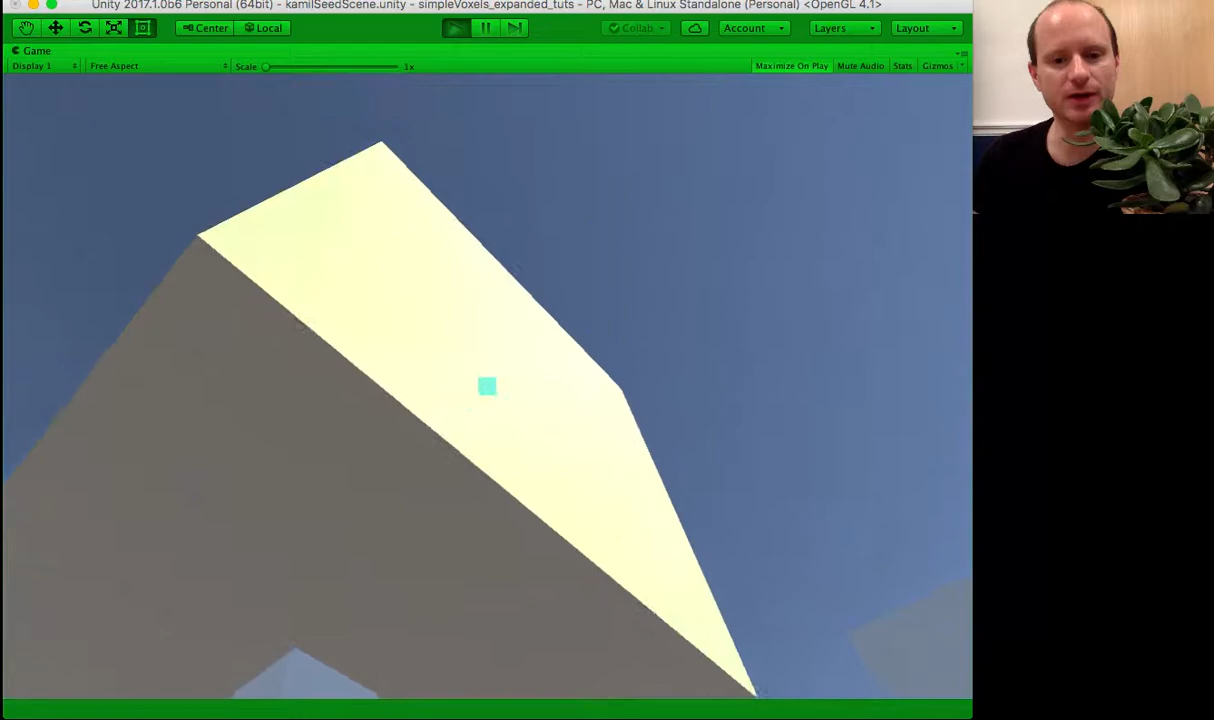 Unity 2017.1.0b6 Personal (64bit) - kamilSeedScene.unity - simpleVoxels_expanded_tuts - PC, Mac & Linux Standalone (Personal) <OpenGL 4.1>
Center Local Collab Account Layers Layout
Game
Display 1 Free Aspect Scale 1x Maximize On Play Mute Audio Stats Gizmos